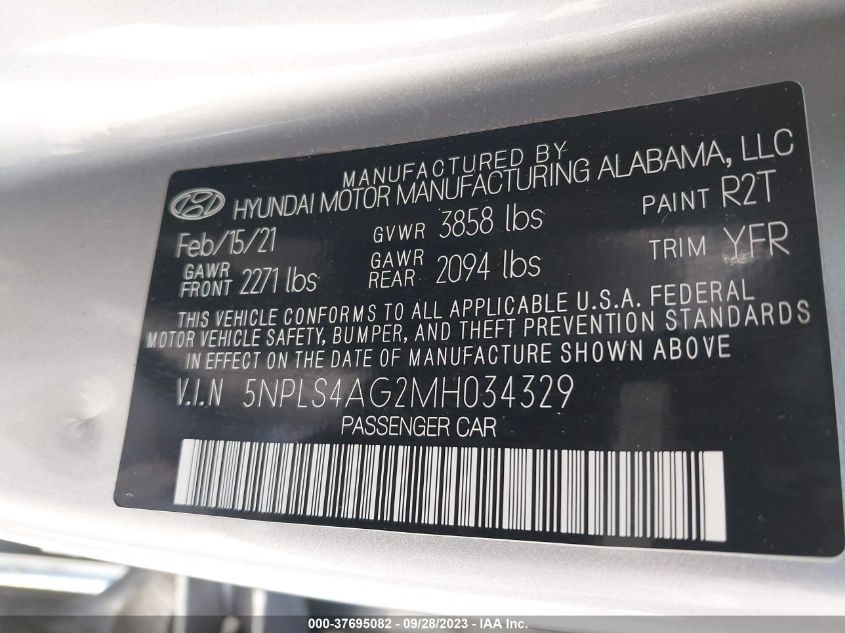 MANUFACTURED BY
HYUNDAI MOTOR MANUFACTURING ALABAMA, LLC
Feb/15/21 GVWR 3858 lbs PAINT R2T
GAWR FRONT 2271 lbs GAWR REAR 2094 lbs TRIM YFR
THIS VEHICLE CONFORMS TO ALL APPLICABLE U.S.A. FEDERAL
MOTOR VEHICLE SAFETY, BUMPER, AND THEFT PREVENTION STANDARDS
IN EFFECT ON THE DATE OF MANUFACTURE SHOWN ABOVE
V.I.N 5NPLS4AG2MH034329
PASSENGER CAR
000-37695082 - 09/28/2023 - IAA Inc.